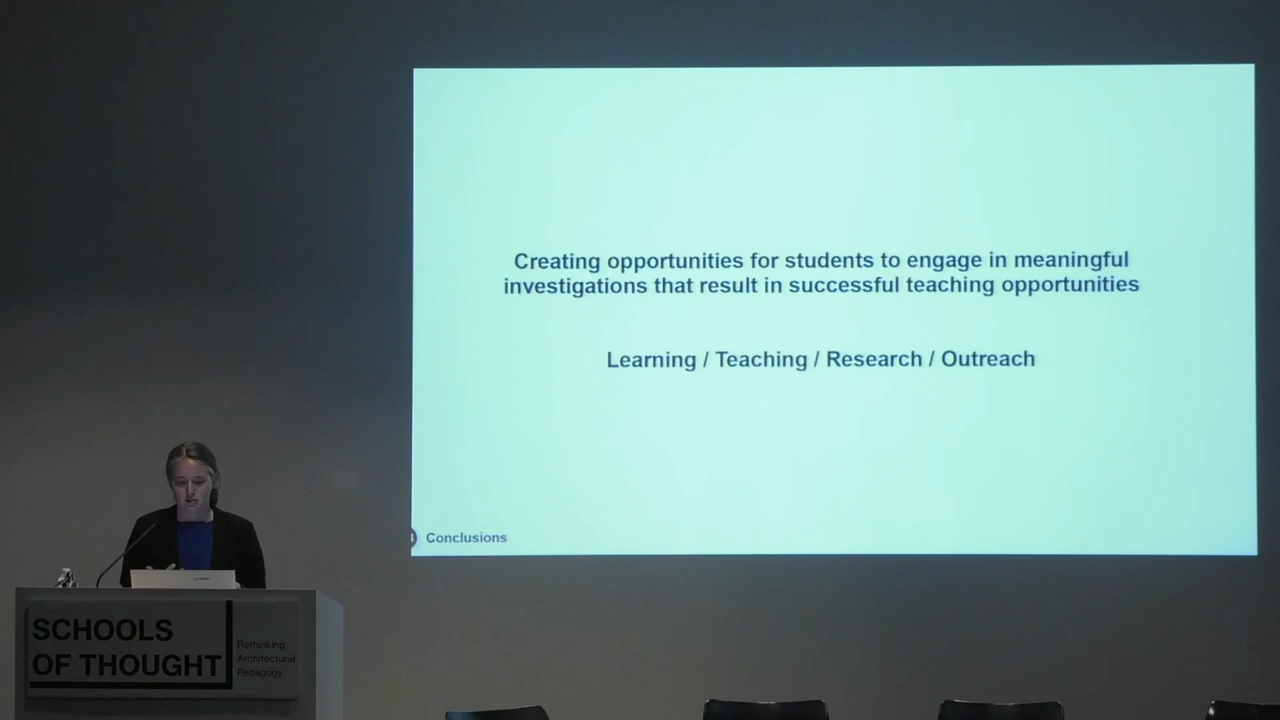 Creating opportunities for students to engage in meaningful
investigations that result in successful teaching opportunities
Learning / Teaching / Research / Outreach
Conclusions
SCHOOLS
OF THOUGHT
Rethinking
Architectural
Pedagogy